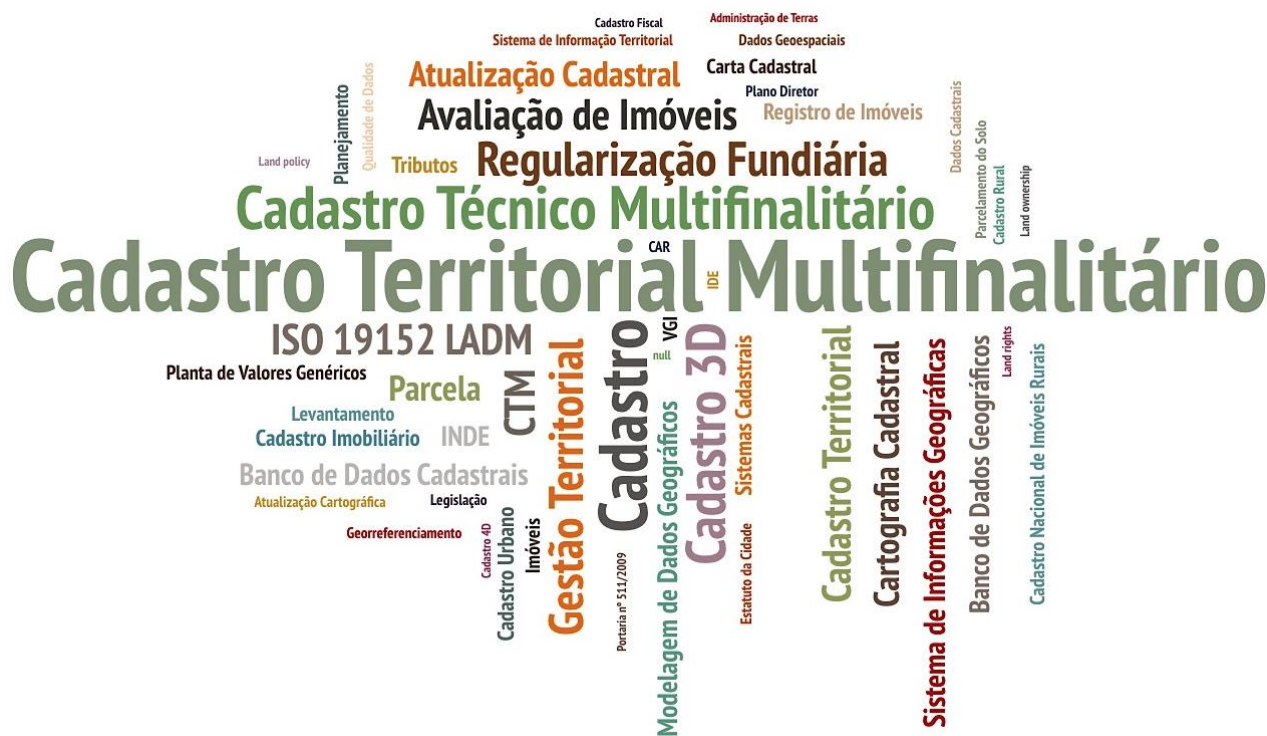 Cadastro Fiscal
Administração de Terras
Sistema de Informação Territorial
Dados Geoespaciais
Atualização Cadastral
Carta Cadastral
Plano Diretor
Avaliação de Imóveis
Registro de Imóveis
Planejamento
Qualidade de Dados
Dados Cadastrais
Land policy
Tributos
Regularização Fundiária
Parcelamento do Solo
Cadastro Rural
Land ownership
Cadastro Técnico Multifinalitário
CAR
Cadastro Territorial Multifinalitário
IDE
ISO 19152 LADM
VGI
null
Planta de Valores Genéricos
Parcela
CTM
Levantamento
Cadastro Imobiliário
INDE
Banco de Dados Cadastrais
Atualização Cartográfica
Legislação
Georreferenciamento
Cadastro 4D
Cadastro Urbano
Imóveis
Gestão Territorial
Cadastro
Portaria nº 511/2009
Modelagem de Dados Geográficos
Cadastro 3D
Sistemas Cadastrais
Estatuto da Cidade
Cadastro Territorial
Cartografia Cadastral
Sistema de Informações Geográficas
Banco de Dados Geográficos
Land rights
Cadastro Nacional de Imóveis Rurais